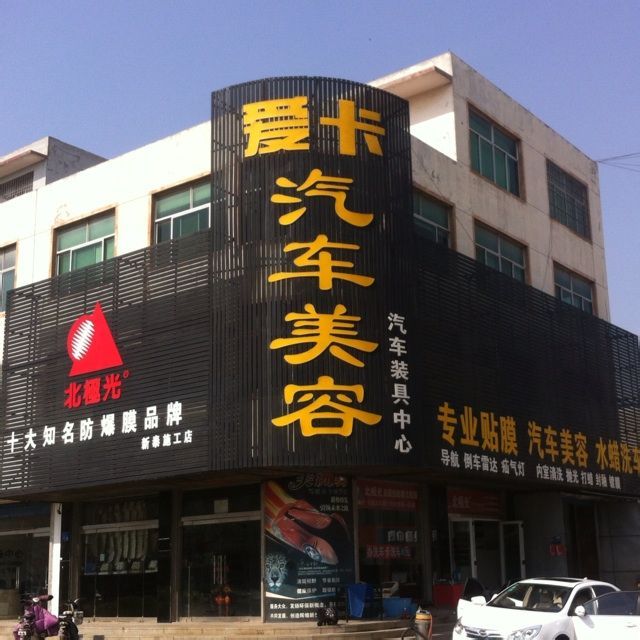 爱卡
汽车美容
汽车装具中心
北極光®
十大知名防爆膜品牌
新泰施工店
专业贴膜 汽车美容 水蜡洗车
导航 倒车雷达 疝气灯
内室清洗 抛光 打蜡 封釉 镀膜